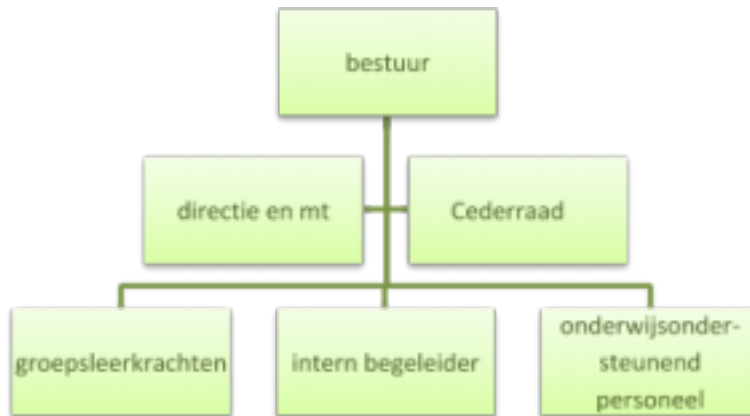 bestuur
directie en mt
Cederraad
groepsleerkrachten
intern begeleider
onderwijsonder-
steunend
personeel